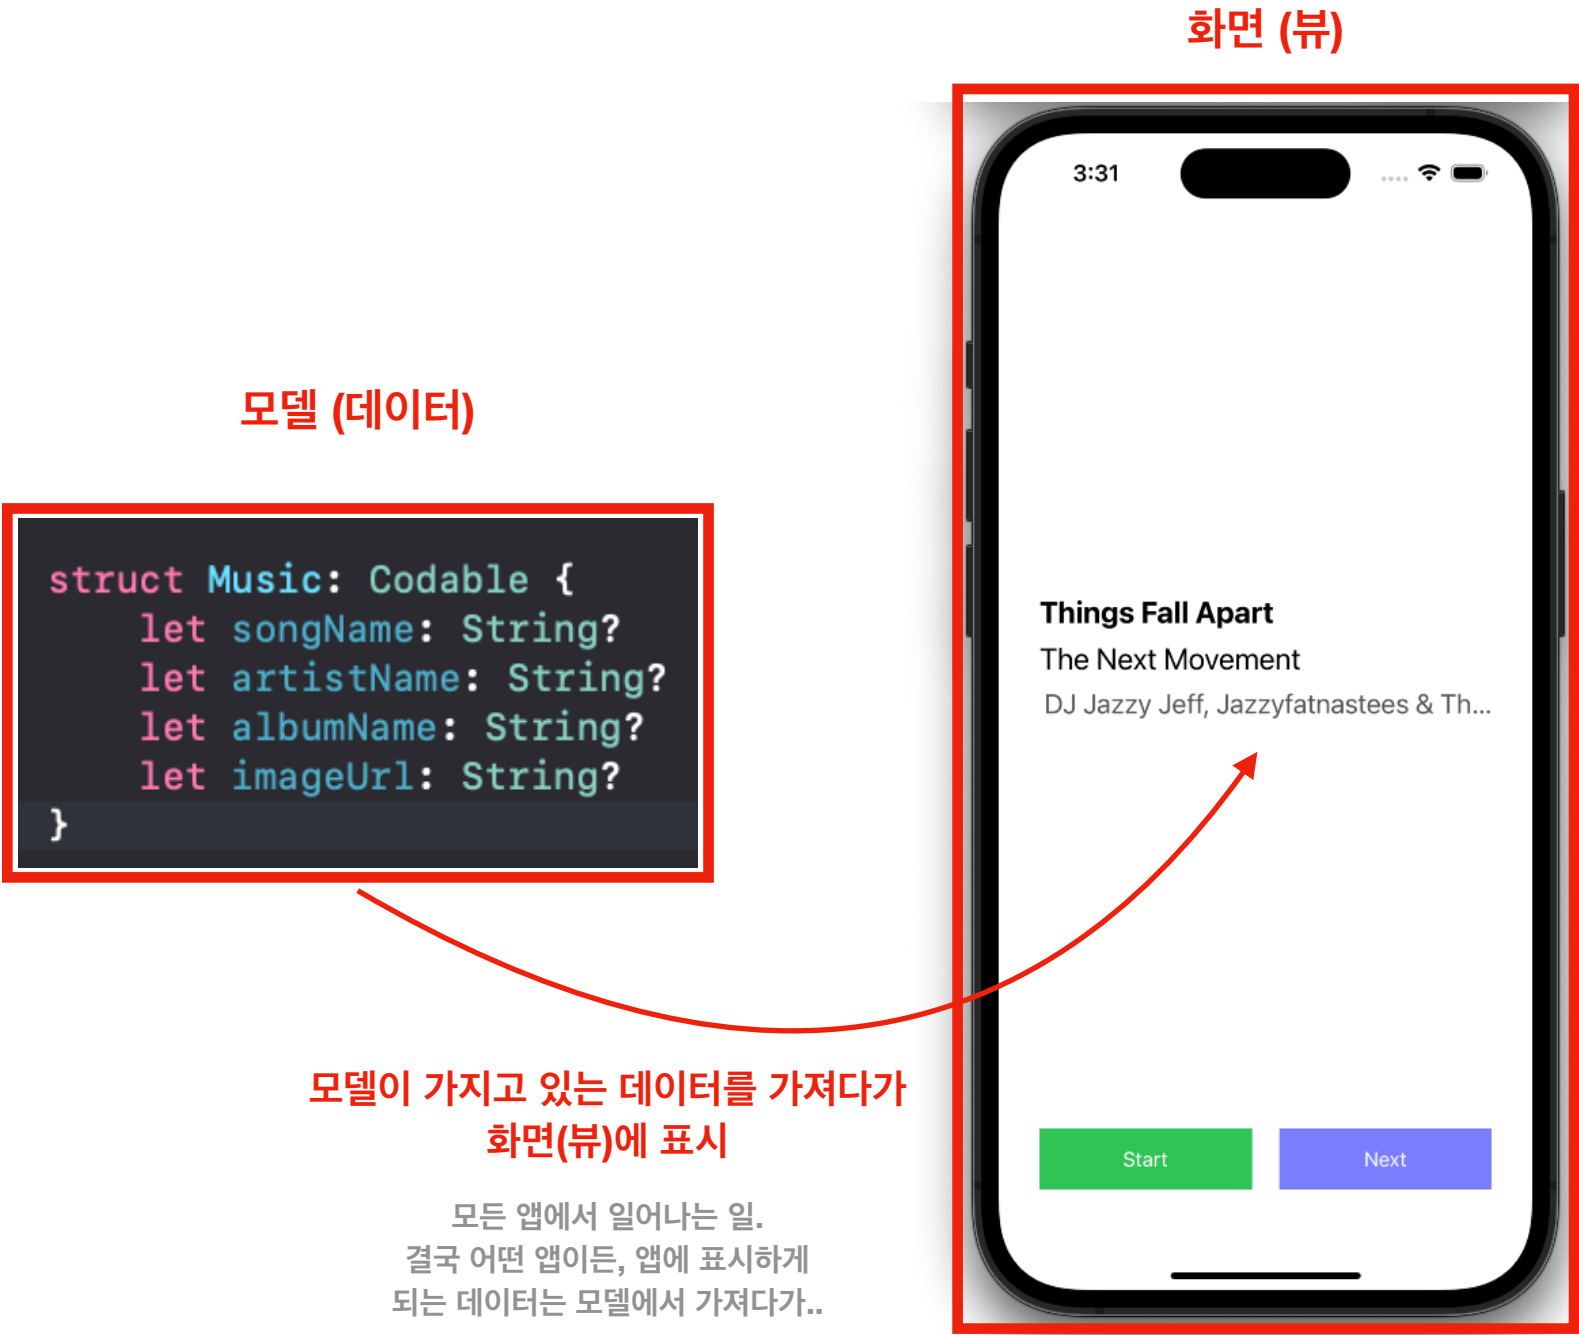 화면 (뷰)
3:31
모델 (데이터)
struct Music: Codable {
let songName: String?
let artistName: String?
let albumName: String?
let imageUrl: String?
}
Things Fall Apart
The Next Movement
DJ Jazzy Jeff, Jazzyfatnastees & Th...
모델이 가지고 있는 데이터를 가져다가
화면(뷰)에 표시
모든 앱에서 일어나는 일.
결국 어떤 앱이든, 앱에 표시하게
되는 데이터는 모델에서 가져다가..
Start
Next